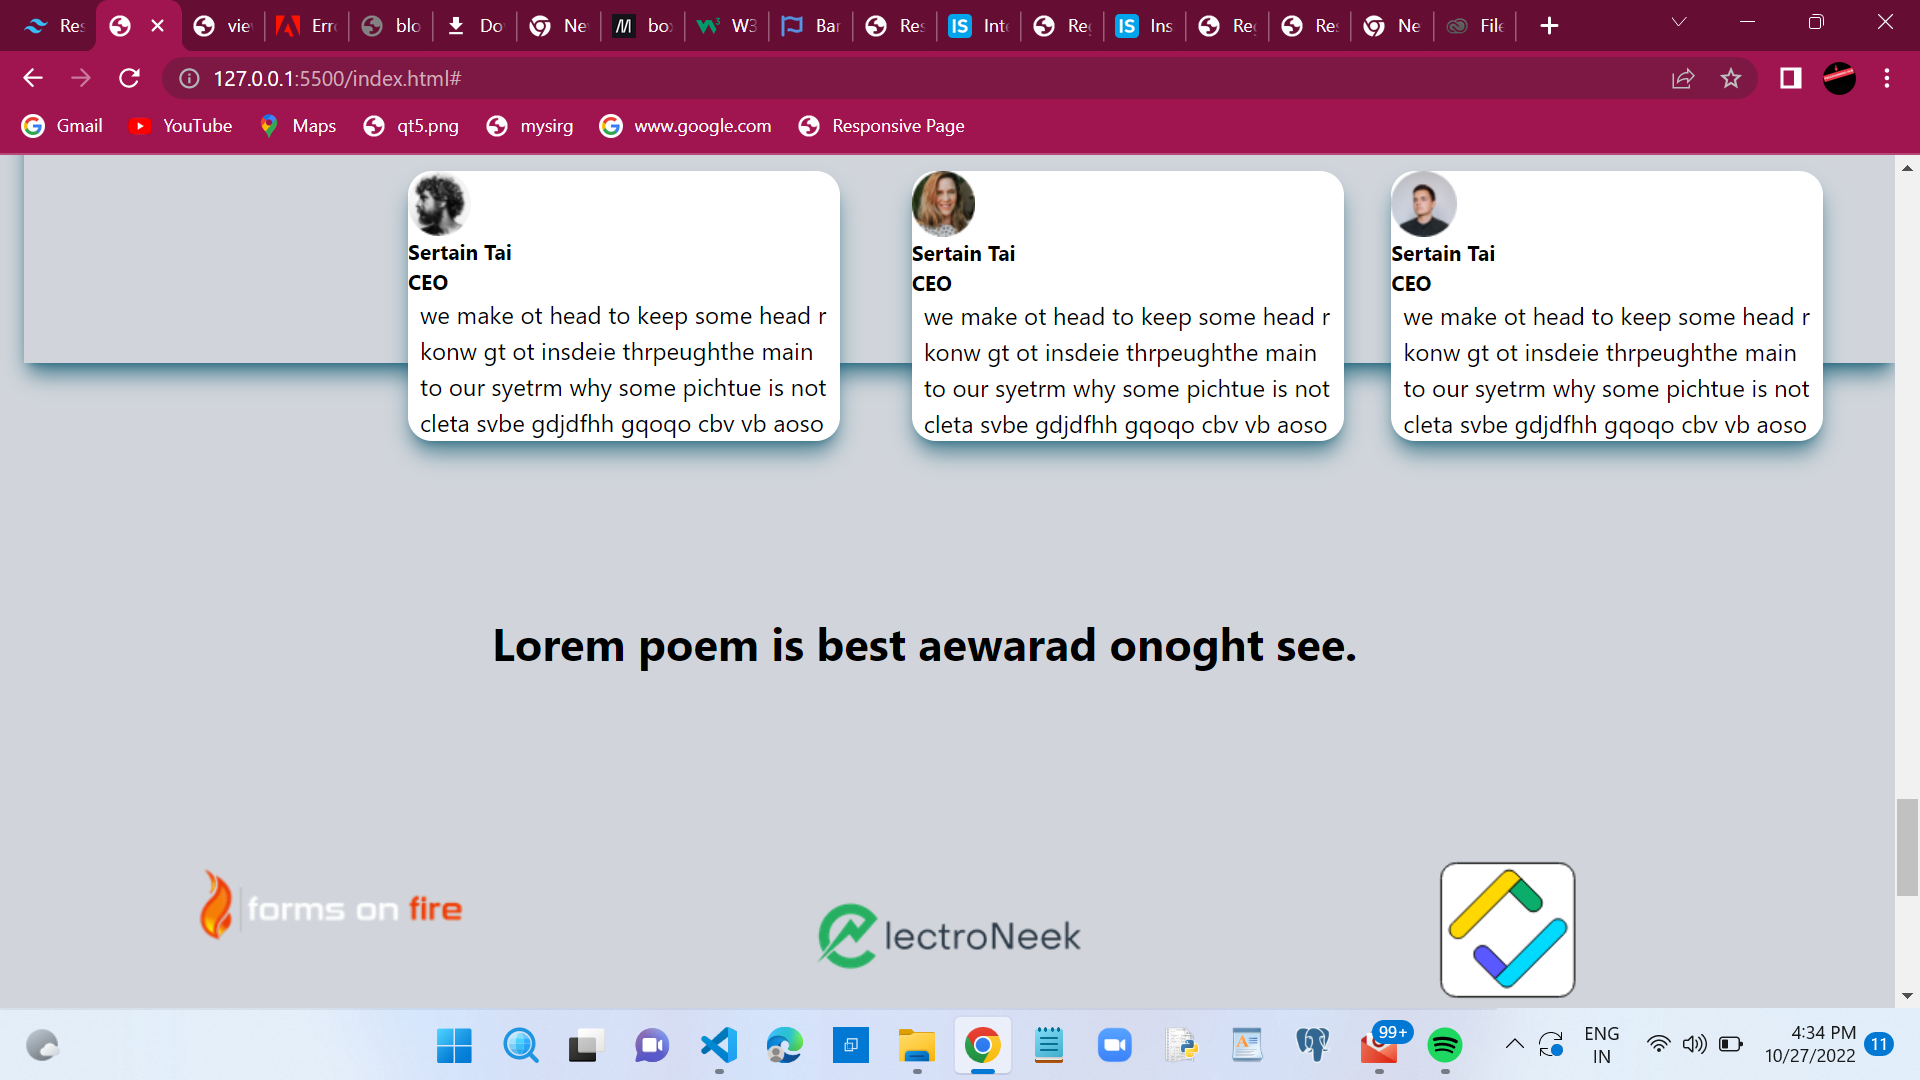 Res
vie
Erro
blo
Do
Ne
box
W3
Bar
Res
Inte
Reg
Ins
Reg
Res
Ne
File
127.0.0.1:5500/index.html#
Gmail
YouTube
Maps
qt5.png
mysirg
www.google.com
Responsive Page
Sertain Tai
CEO
we make ot head to keep some head r
konw gt ot insdeie thrpeughthe main
to our syetrm why some pichtue is not
cleta svbe gdjdfhh gqoqo cbv vb aoso
Sertain Tai
CEO
we make ot head to keep some head r
konw gt ot insdeie thrpeughthe main
to our syetrm why some pichtue is not
cleta svbe gdjdfhh gqoqo cbv vb aoso
Sertain Tai
CEO
we make ot head to keep some head r
konw gt ot insdeie thrpeughthe main
to our syetrm why some pichtue is not
cleta svbe gdjdfhh gqoqo cbv vb aoso
Lorem poem is best aewarad onoght see.
forms on fire
lectroNeek
99+
ENG
IN
4:34 PM
10/27/2022
11